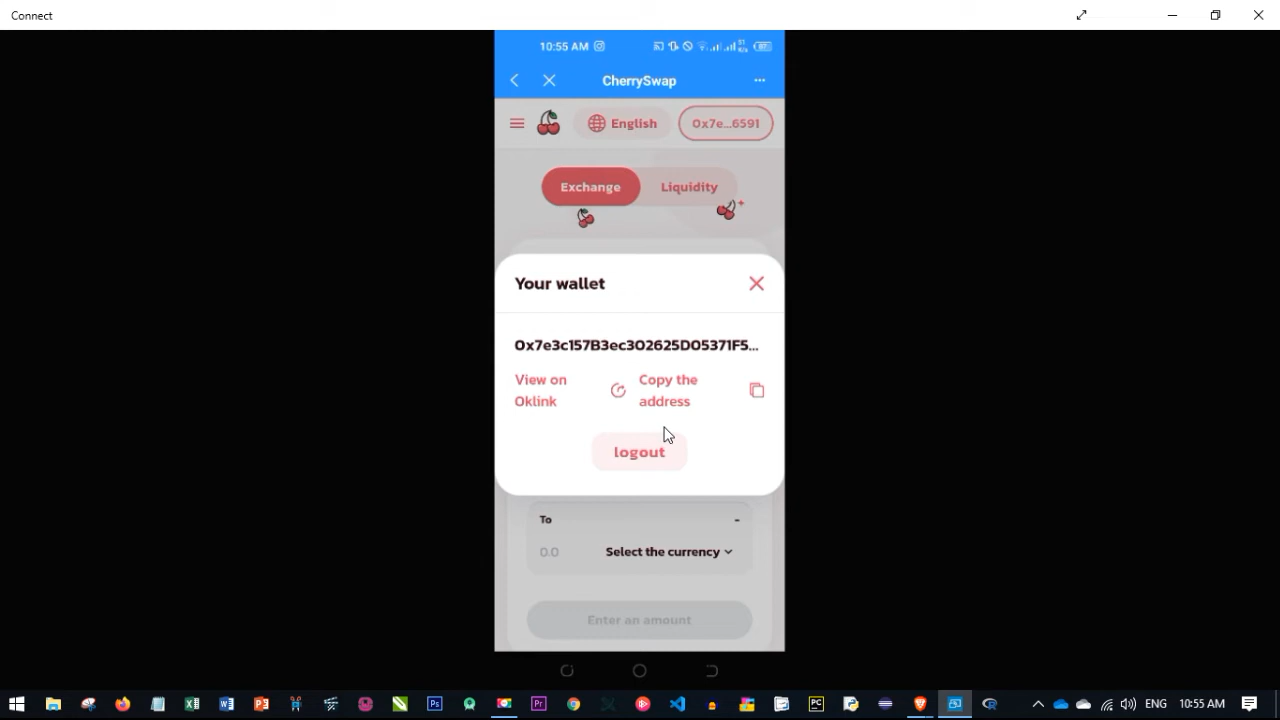 Connect
10:55 AM
CherrySwap
English
0x7e...6591
Exchange
Liquidity
Your wallet
0x7e3c157B3ec302625D05371F5...
View on
Oklink
Copy the
address
logout
To
-
0.0
Select the currency
Enter an amount
ENG
10:55 AM